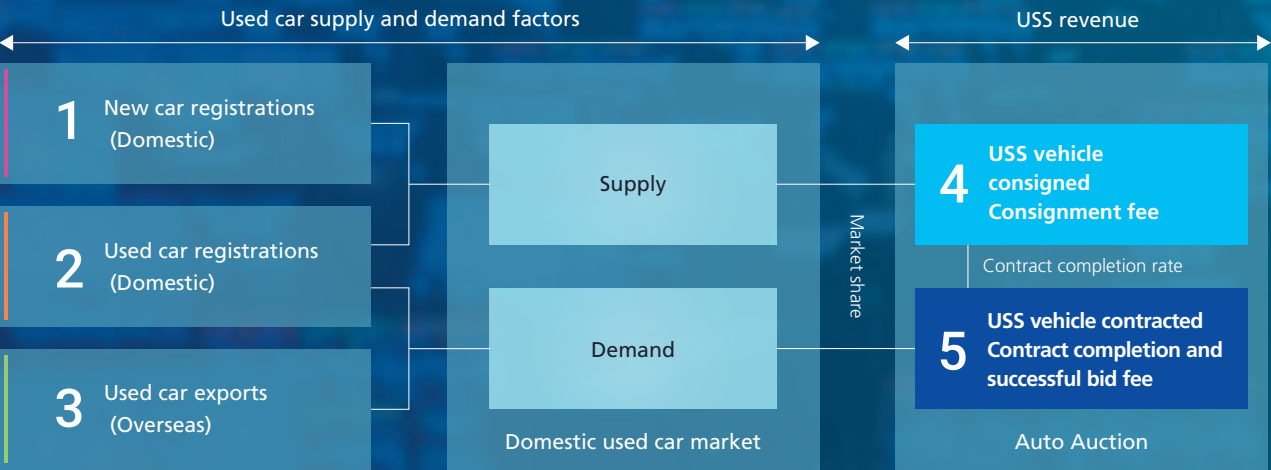 Used car supply and demand factors
USS revenue
1
New car registrations
(Domestic)
2
Used car registrations
(Domestic)
3
Used car exports
(Overseas)
Supply
Demand
Domestic used car market
Market share
4
USS vehicle
consigned
Consignment fee
Contract completion rate
5
USS vehicle contracted
Contract completion and
successful bid fee
Auto Auction